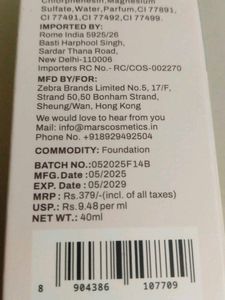 Chlorphenesin, Magnesium
Sulfate, Water, Parfum, CI 77891,
CI 77491, CI 77492, CI 77499.
IMPORTED BY:
Rome India 5925/26
Basti Harphool Singh,
Sardar Thana Road,
New Delhi-110006
Importers RC No.- RC/COS-002270
MFD BY/FOR:
Zebra Brands Limited No.5, 17/F,
Strand 50,50 Bonham Strand,
Sheung/Wan, Hong Kong
We would love to hear from you
Mail - info@marscosmetics.in
Phone No. +918929492504
COMMODITY: Foundation
BATCH NO.:052025F14B
MFG. DATE: 05/2025
EXP. DATE: 05/2029
MRP : Rs.379/-(incl. of all taxes)
USP.: Rs.9.48 per ml
NET WT.: 40ml
8 904386 107709